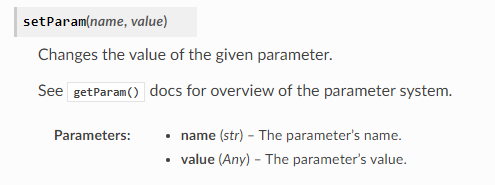 setParam(name, value)
Changes the value of the given parameter.
See getParam() docs for overview of the parameter system.
Parameters:
• name (str) – The parameter's name.
• value (Any) – The parameter's value.